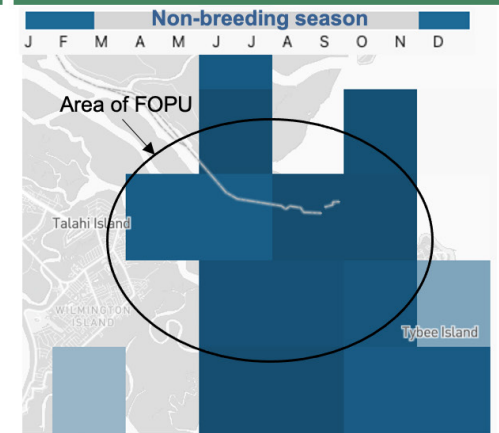 Non-breeding season
J F M A M J J A S O N D
Area of FOPU
Talahi Island
WILMINGTON
ISLAND
Tybee Island